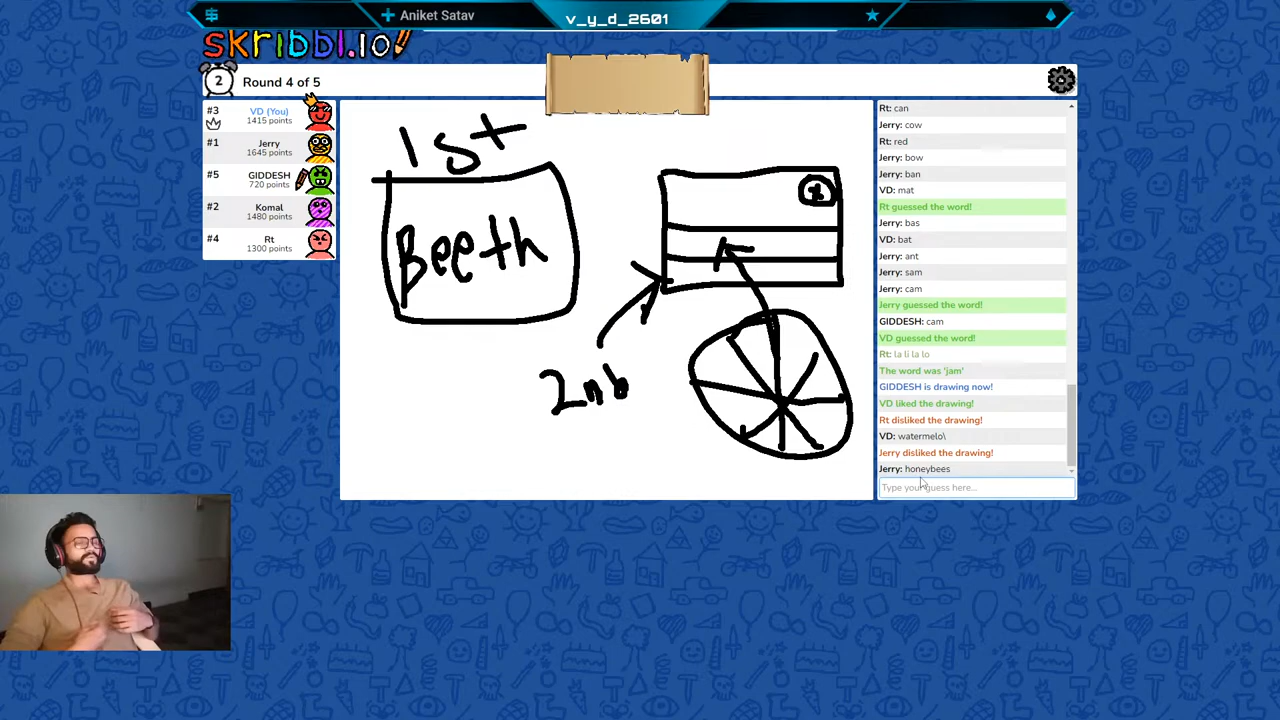 Aniket Satav
v_y_d_2601
skribbl.io
2
Round 4 of 5
#3
VD (You)
1415 points
#1
Jerry
1645 points
#5
GIDDESH
720 points
#2
Komal
1480 points
#4
Rt
1300 points
1st
Beeth
2nb
Rt: can
Jerry: cow
Rt: red
Jerry: bow
Jerry: ban
VD: mat
Rt guessed the word!
Jerry: bas
VD: bat
Jerry: ant
Jerry: sam
Jerry: cam
Jerry guessed the word!
GIDDESH: cam
VD guessed the word!
Rt: la li la lo
The word was 'jam'
GIDDESH is drawing now!
VD liked the drawing!
Rt disliked the drawing!
VD: watermelo\
Jerry disliked the drawing!
Jerry: honeybees
Type your guess here...